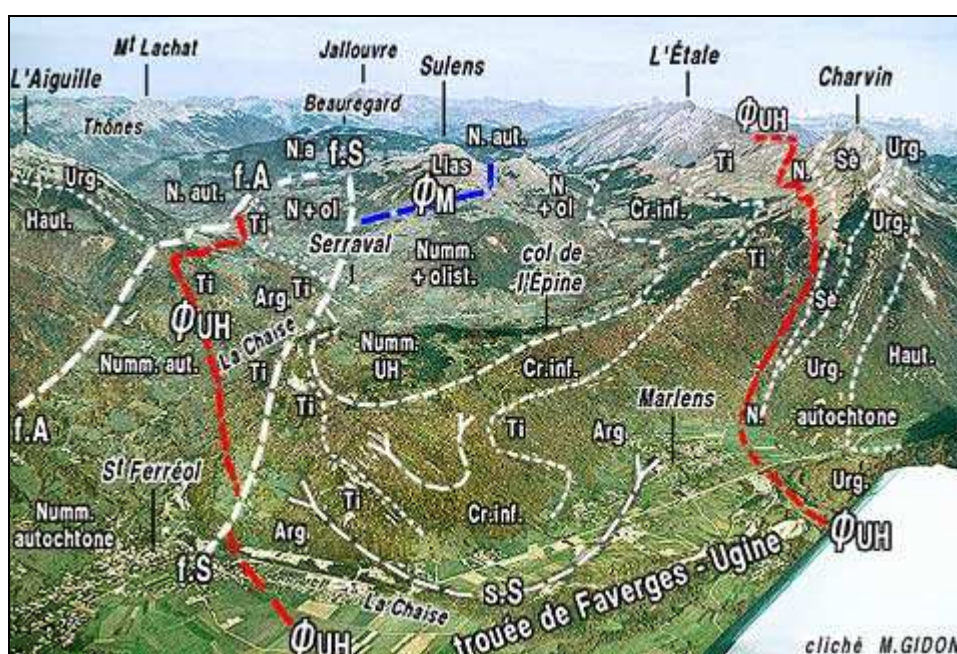 Mt Lachat
Jallouvre
Sulens
L'Étale
Charvin
L'Aiguille
Thônes
Beauregard
ΦUH
N. aut.
Urg.
N.a
f.S
Lias
Ti
N.
Sè
Urg.
N. aut.
f.A
Haut.
Ti
N + ol
ΦM
N
+ ol
Cr.inf.
Urg.
Serraval
Numm.
+ olist.
col de
l'Épine
Ti
Ti
Arg.
Ti
Sè
ΦUH
La Chaise
Numm.
UH
Cr.inf.
Urg.
Haut.
Numm. aut.
Ti
Ti
Marlens
N.
autochtone
f.A
Ti
Arg.
St Ferréol
Urg.
Numm.
autochtone
Ti
Cr.inf.
Arg.
ΦUH
f.S
La Chaise
s.S
trouée de Faverges - Ugine
ΦUH
cliché M.GIDON